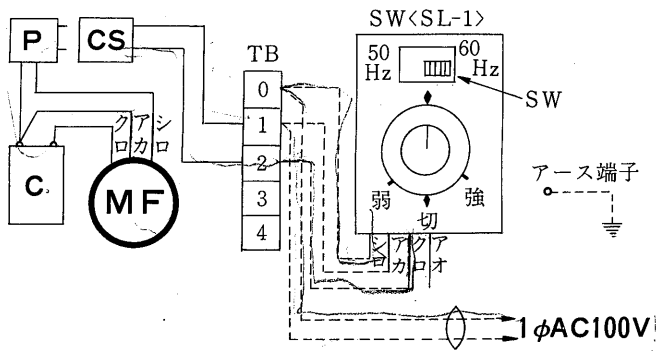 SW<SL-1>
P
CS
TB
50
Hz
60
Hz
SW
0
1
2
3
4
C
クロ
アカ
シロ
MF
弱
切
強
シロ
アカ
クロ
アオ
アース端子
1φAC100V